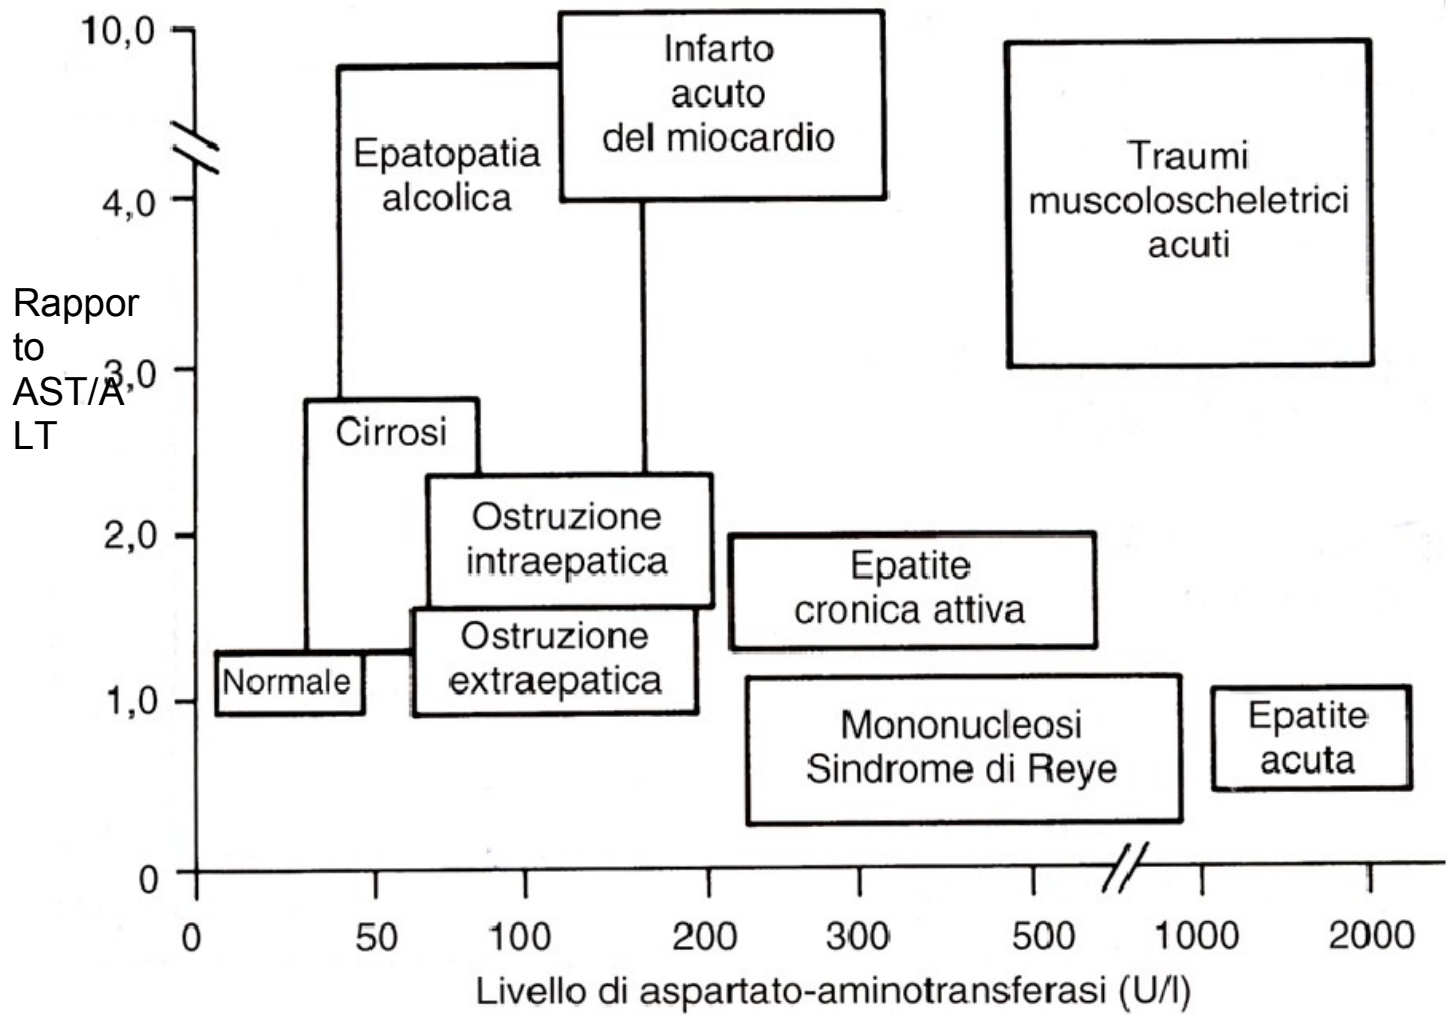 10,0
Infarto
acuto
del miocardio
Epatopatia
alcolica
Traumi
muscoloscheletrici
acuti
4,0
Rappor
to
AST/A
LT
3,0
Cirrosi
2,0
Ostruzione
intraepatica
Epatite
cronica attiva
Ostruzione
extraepatica
Normale
1,0
Mononucleosi
Sindrome di Reye
Epatite
acuta
0
0 50 100 200 300 500 1000 2000
Livello di aspartato-aminotransferasi (U/l)